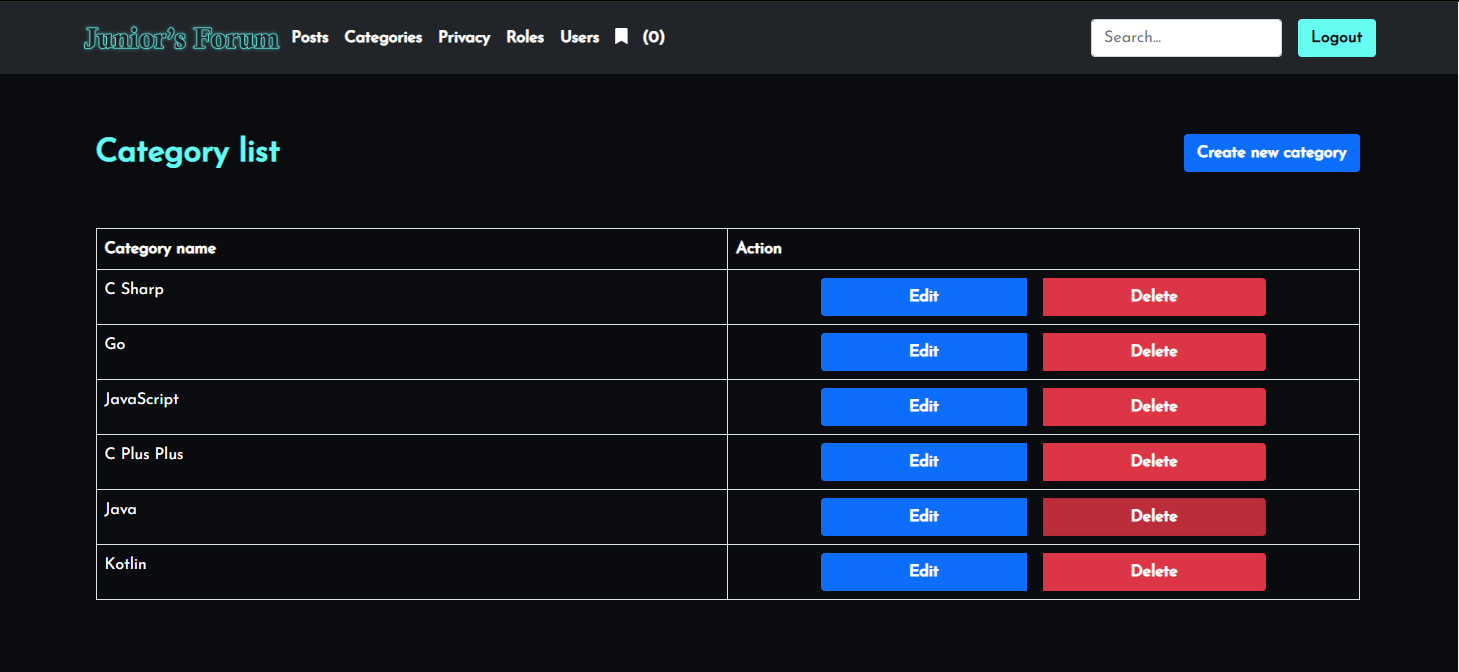 Junior's Forum Posts Categories Privacy Roles Users (0) Search... Logout
Category list Create new category
Category name Action
C Sharp Edit Delete
Go Edit Delete
JavaScript Edit Delete
C Plus Plus Edit Delete
Java Edit Delete
Kotlin Edit Delete